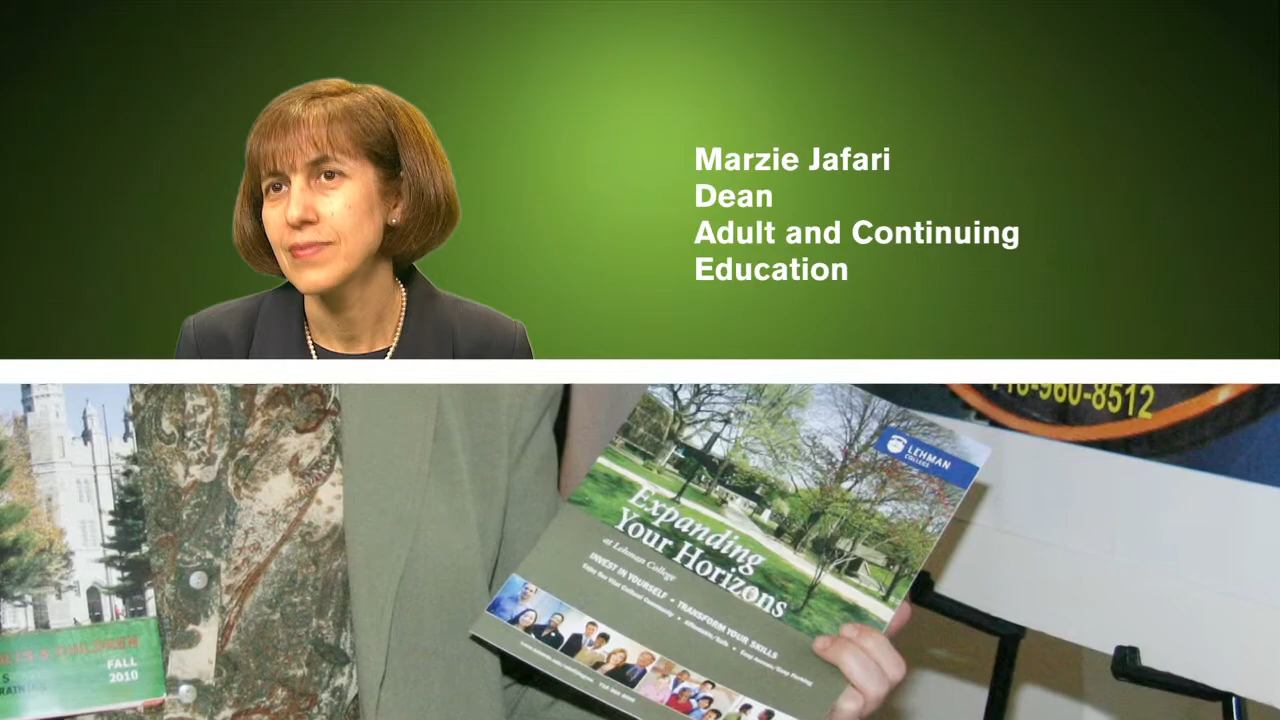 Marzie Jafari
Dean
Adult and Continuing
Education
960-8512
LEHMAN
COLLEGE
Expanding
Your Horizons
at Lehman College
INVEST IN YOURSELF • TRANSFORM YOUR SKILLS
& CHILDREN
FALL
2010